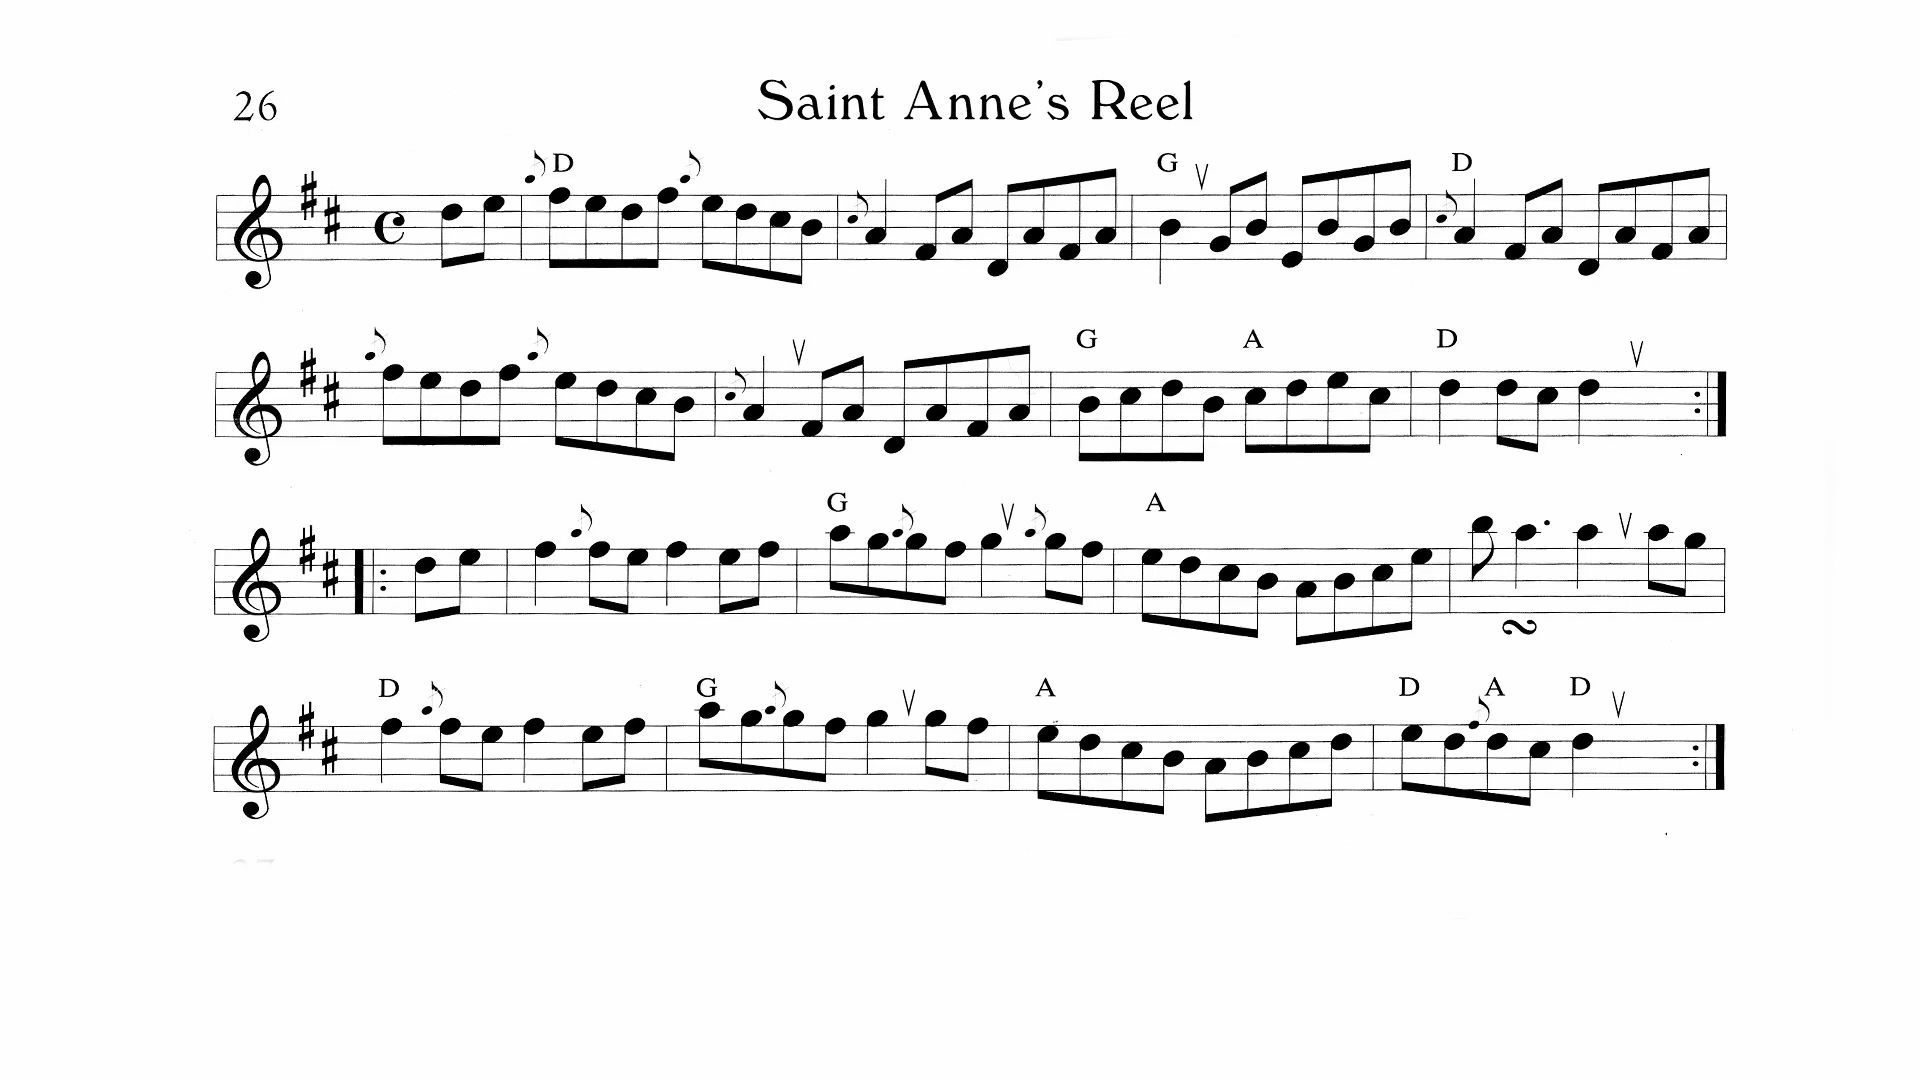 26 Saint Anne's Reel
D G D
G A D
G A
D G A D A D